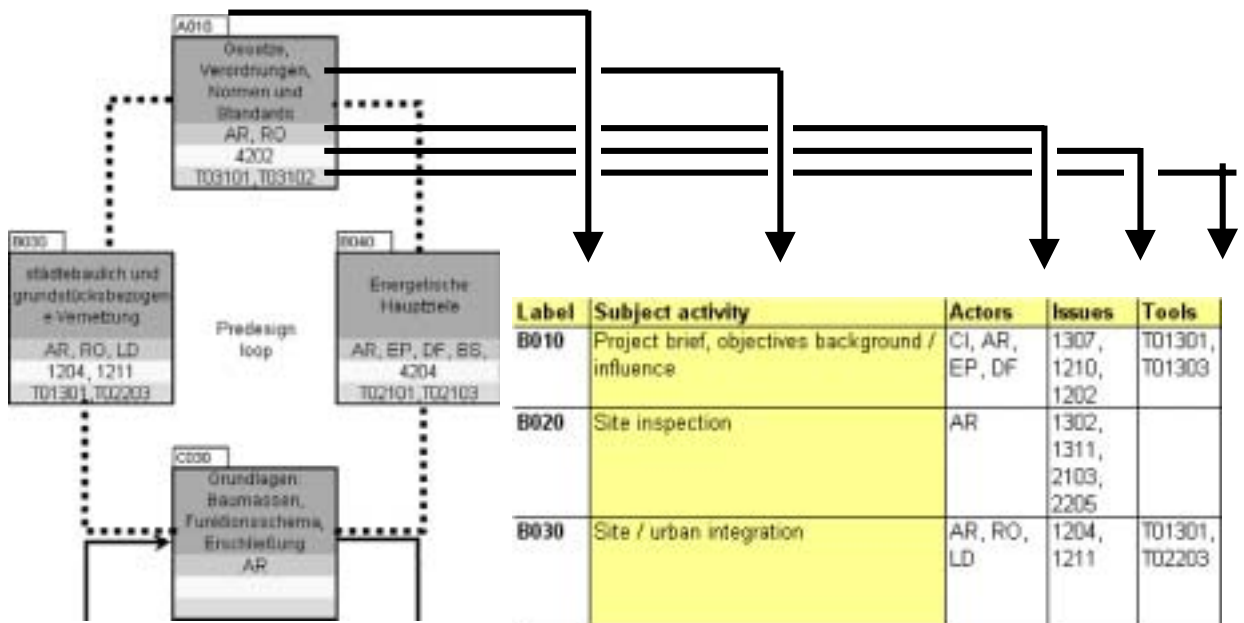 A010
Gesetze,
Verordnungen,
Normen und
Standards
AR, RO
4202
T03101,T03102
B030
städtebaulich und
grundstücksbezogen
e Vernetzung
AR, RO, LD
1204, 1211
T01301,T02203
Predesign
loop
B040
Energetische
Hauptziele
AR, EP, DF, BS,
4204
T02101,T02103
C030
Grundlagen:
Baumassen,
Funktionsschema,
Erschließung
AR
Label Subject activity Actors Issues Tools
B010 Project brief, objectives background / CI, AR, 1307, T01301,
influence EP, DF 1210, T01303
1202
B020 Site inspection AR 1302,
1311,
2103,
2205
B030 Site / urban integration AR, RO, 1204, T01301,
LD 1211 T02203